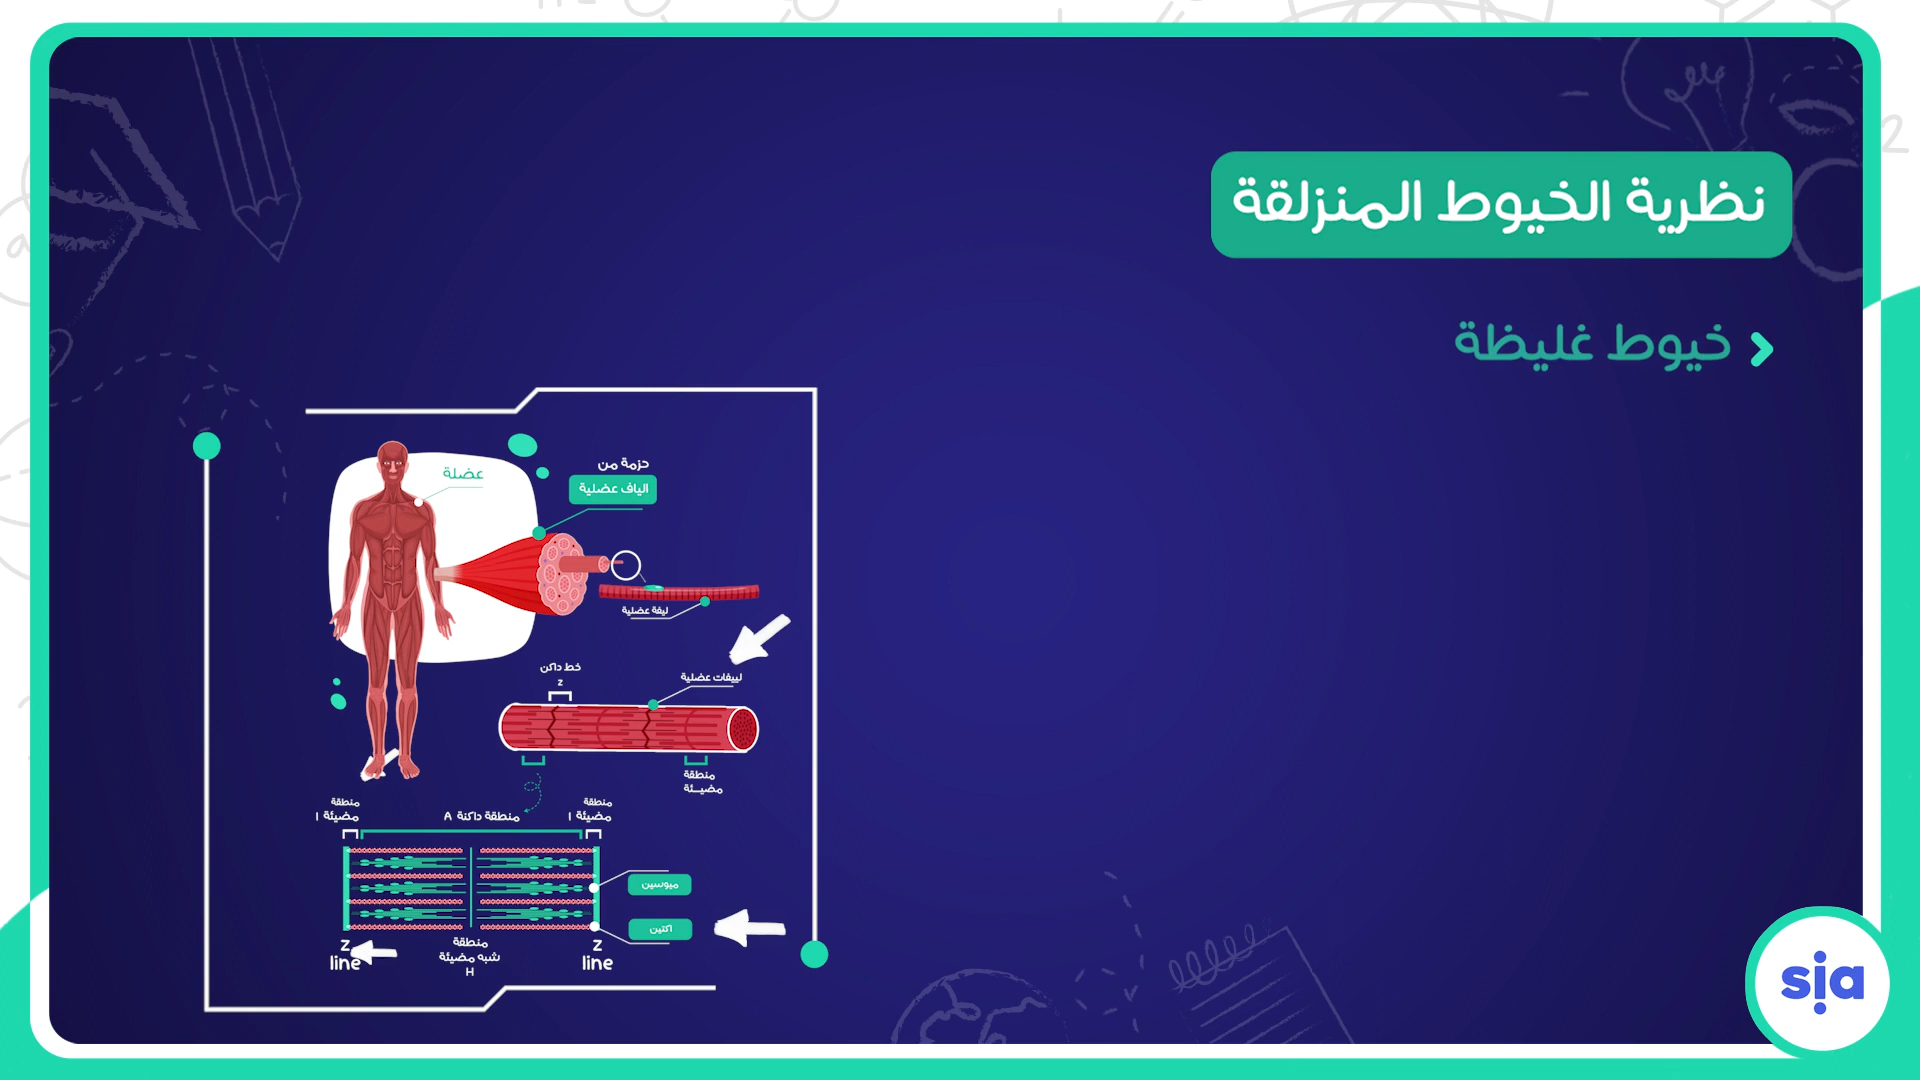 نظرية الخيوط المنزلقة
خيوط غليظة
عضلة
حزمة من
الياف عضلية
ليفة عضلية
خط داكن
z
لييفات عضلية
منطقة
مضيـئة
منطقة
مضيئة I
منطقة داكنة A
منطقة
مضيئة I
ميوسين
اكتين
z
line
منطقة
شبه مضيئة
H
z
line
sia